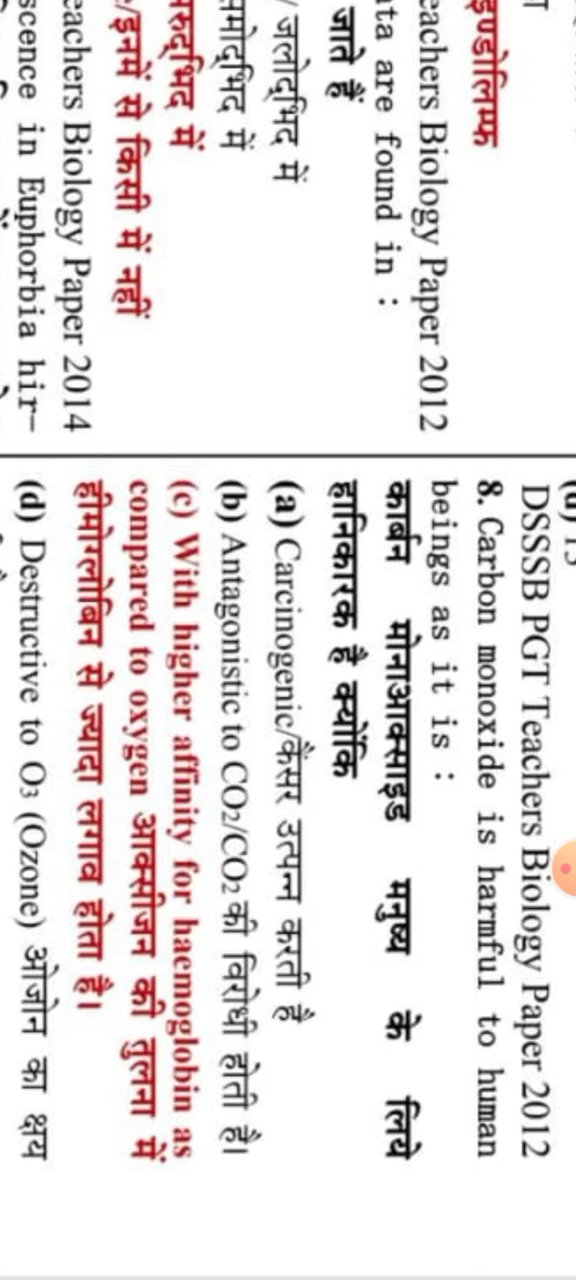 इण्डोलिम्फ
eachers Biology Paper 2012
ta are found in :
जाते हैं
/ जलोद्भिद में
मोद्भिद में
मरुद्भिद में
/इनमें से किसी में नहीं
eachers Biology Paper 2014
scence in Euphorbia hir-
DSSSB PGT Teachers Biology Paper 2012
8. Carbon monoxide is harmful to human
beings as it is :
कार्बन मोनाआक्साइड मनुष्य के लिये
हानिकारक है क्योंकि
(a) Carcinogenic/कैंसर उत्पन्न करती है
(b) Antagonistic to CO2/CO2 की विरोधी होती है।
(c) With higher affinity for haemoglobin as
compared to oxygen आक्सीजन की तुलना में
हीमोग्लोबिन से ज्यादा लगाव होता है।
(d) Destructive to O3 (Ozone) ओजोन का क्षय